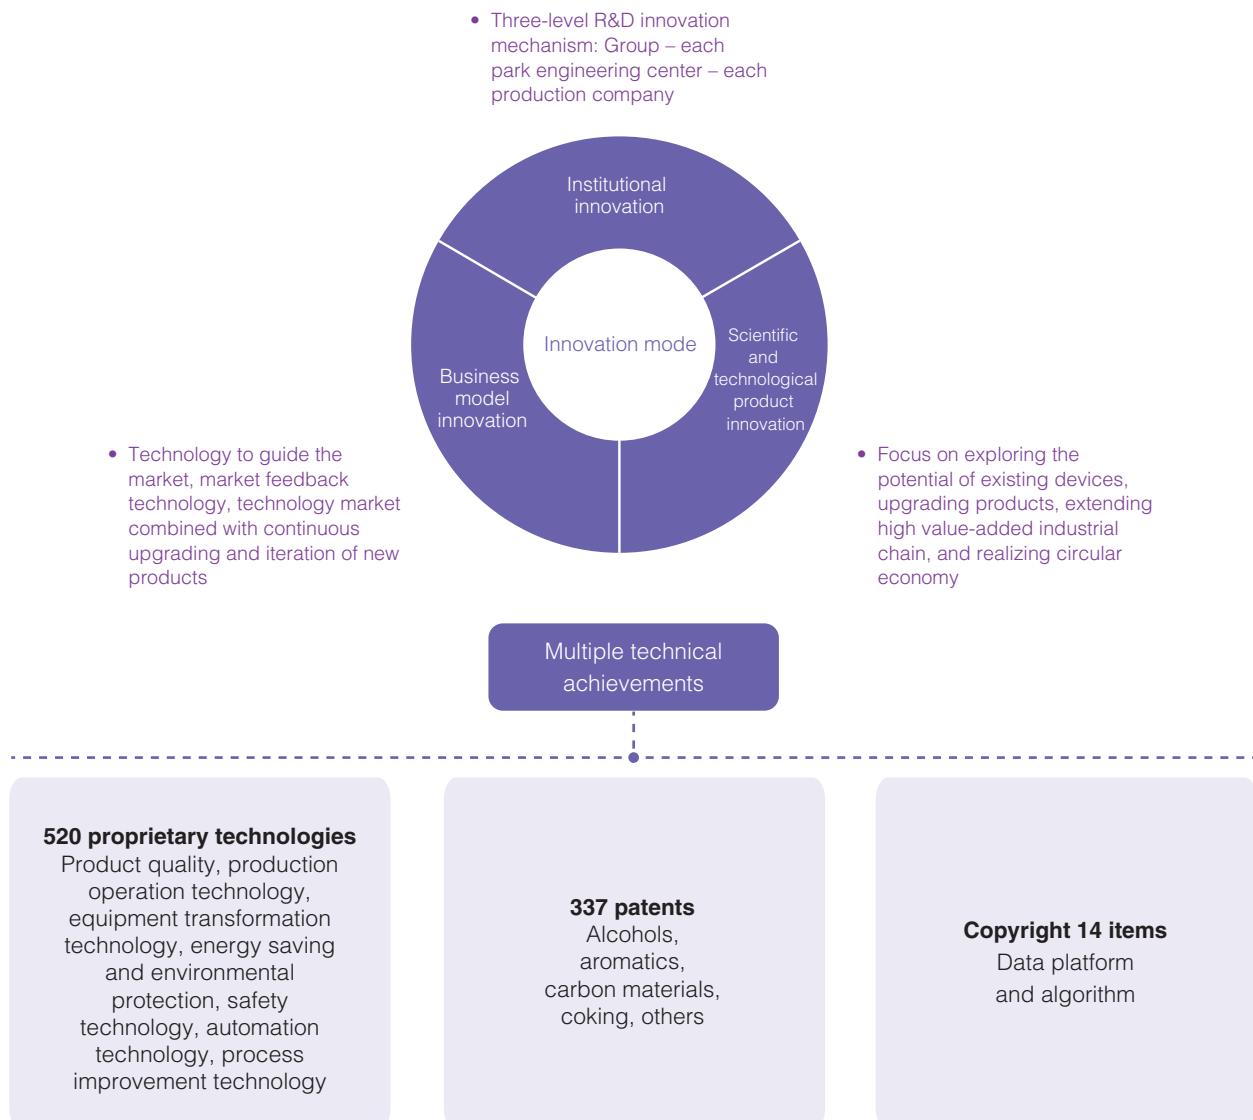 • Three-level R&D innovation
mechanism: Group – each
park engineering center – each
production company
Institutional
innovation
Innovation mode
Scientific
and
technological
product
innovation
Business
model
innovation
• Technology to guide the
market, market feedback
technology, technology market
combined with continuous
upgrading and iteration of new
products
• Focus on exploring the
potential of existing devices,
upgrading products, extending
high value-added industrial
chain, and realizing circular
economy
Multiple technical
achievements
520 proprietary technologies
Product quality, production
operation technology,
equipment transformation
technology, energy saving
and environmental
protection, safety
technology, automation
technology, process
improvement technology
337 patents
Alcohols,
aromatics,
carbon materials,
coking, others
Copyright 14 items
Data platform
and algorithm